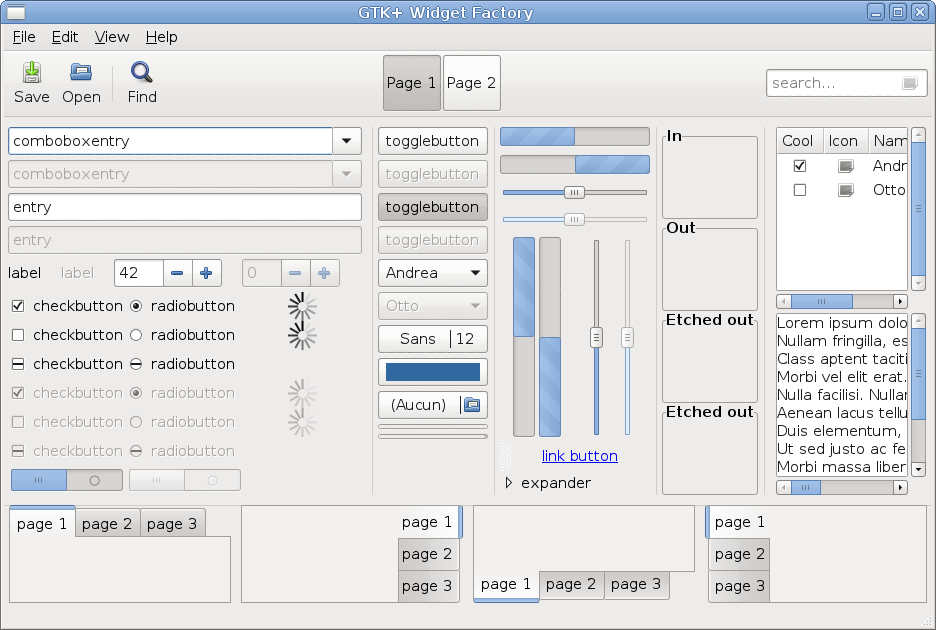 GTK+ Widget Factory
File Edit View Help
Save Open Find
Page 1 Page 2
search...
comboboxentry
comboboxentry
entry
entry
label label 42 0
checkbutton radiobutton
checkbutton radiobutton
checkbutton radiobutton
checkbutton radiobutton
checkbutton radiobutton
checkbutton radiobutton
togglebutton
togglebutton
togglebutton
togglebutton
Andrea
Otto
Sans 12
(Aucun)
link button
expander
In
Out
Etched out
Etched out
Cool Icon Nam
Andr
Otto
Lorem ipsum dolo
Nullam fringilla, es
Class aptent taciti
Morbi vel elit erat.
Nulla facilisi. Nullar
Aenean lacus tellu
Duis elementum,
Ut sed justo ac fe
Morbi massa liber
page 1 page 2 page 3
page 1
page 2
page 3
page 1 page 2 page 3
page 1
page 2
page 3